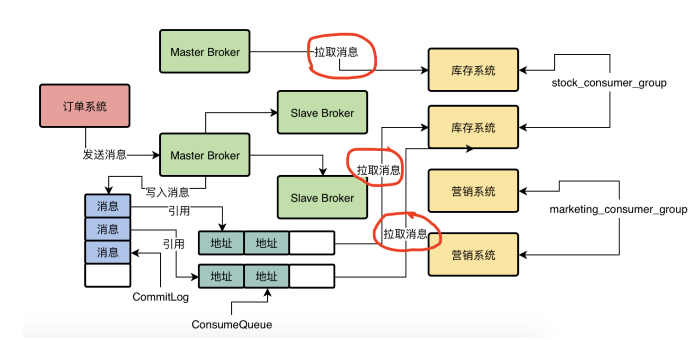 Master Broker
拉取消息
库存系统
stock_consumer_group
订单系统
Slave Broker
库存系统
发送消息
Master Broker
拉取消息
营销系统
写入消息
Slave Broker
marketing_consumer_group
消息
引用
消息
引用
地址
地址
拉取消息
营销系统
消息
地址
地址
CommitLog
ConsumeQueue